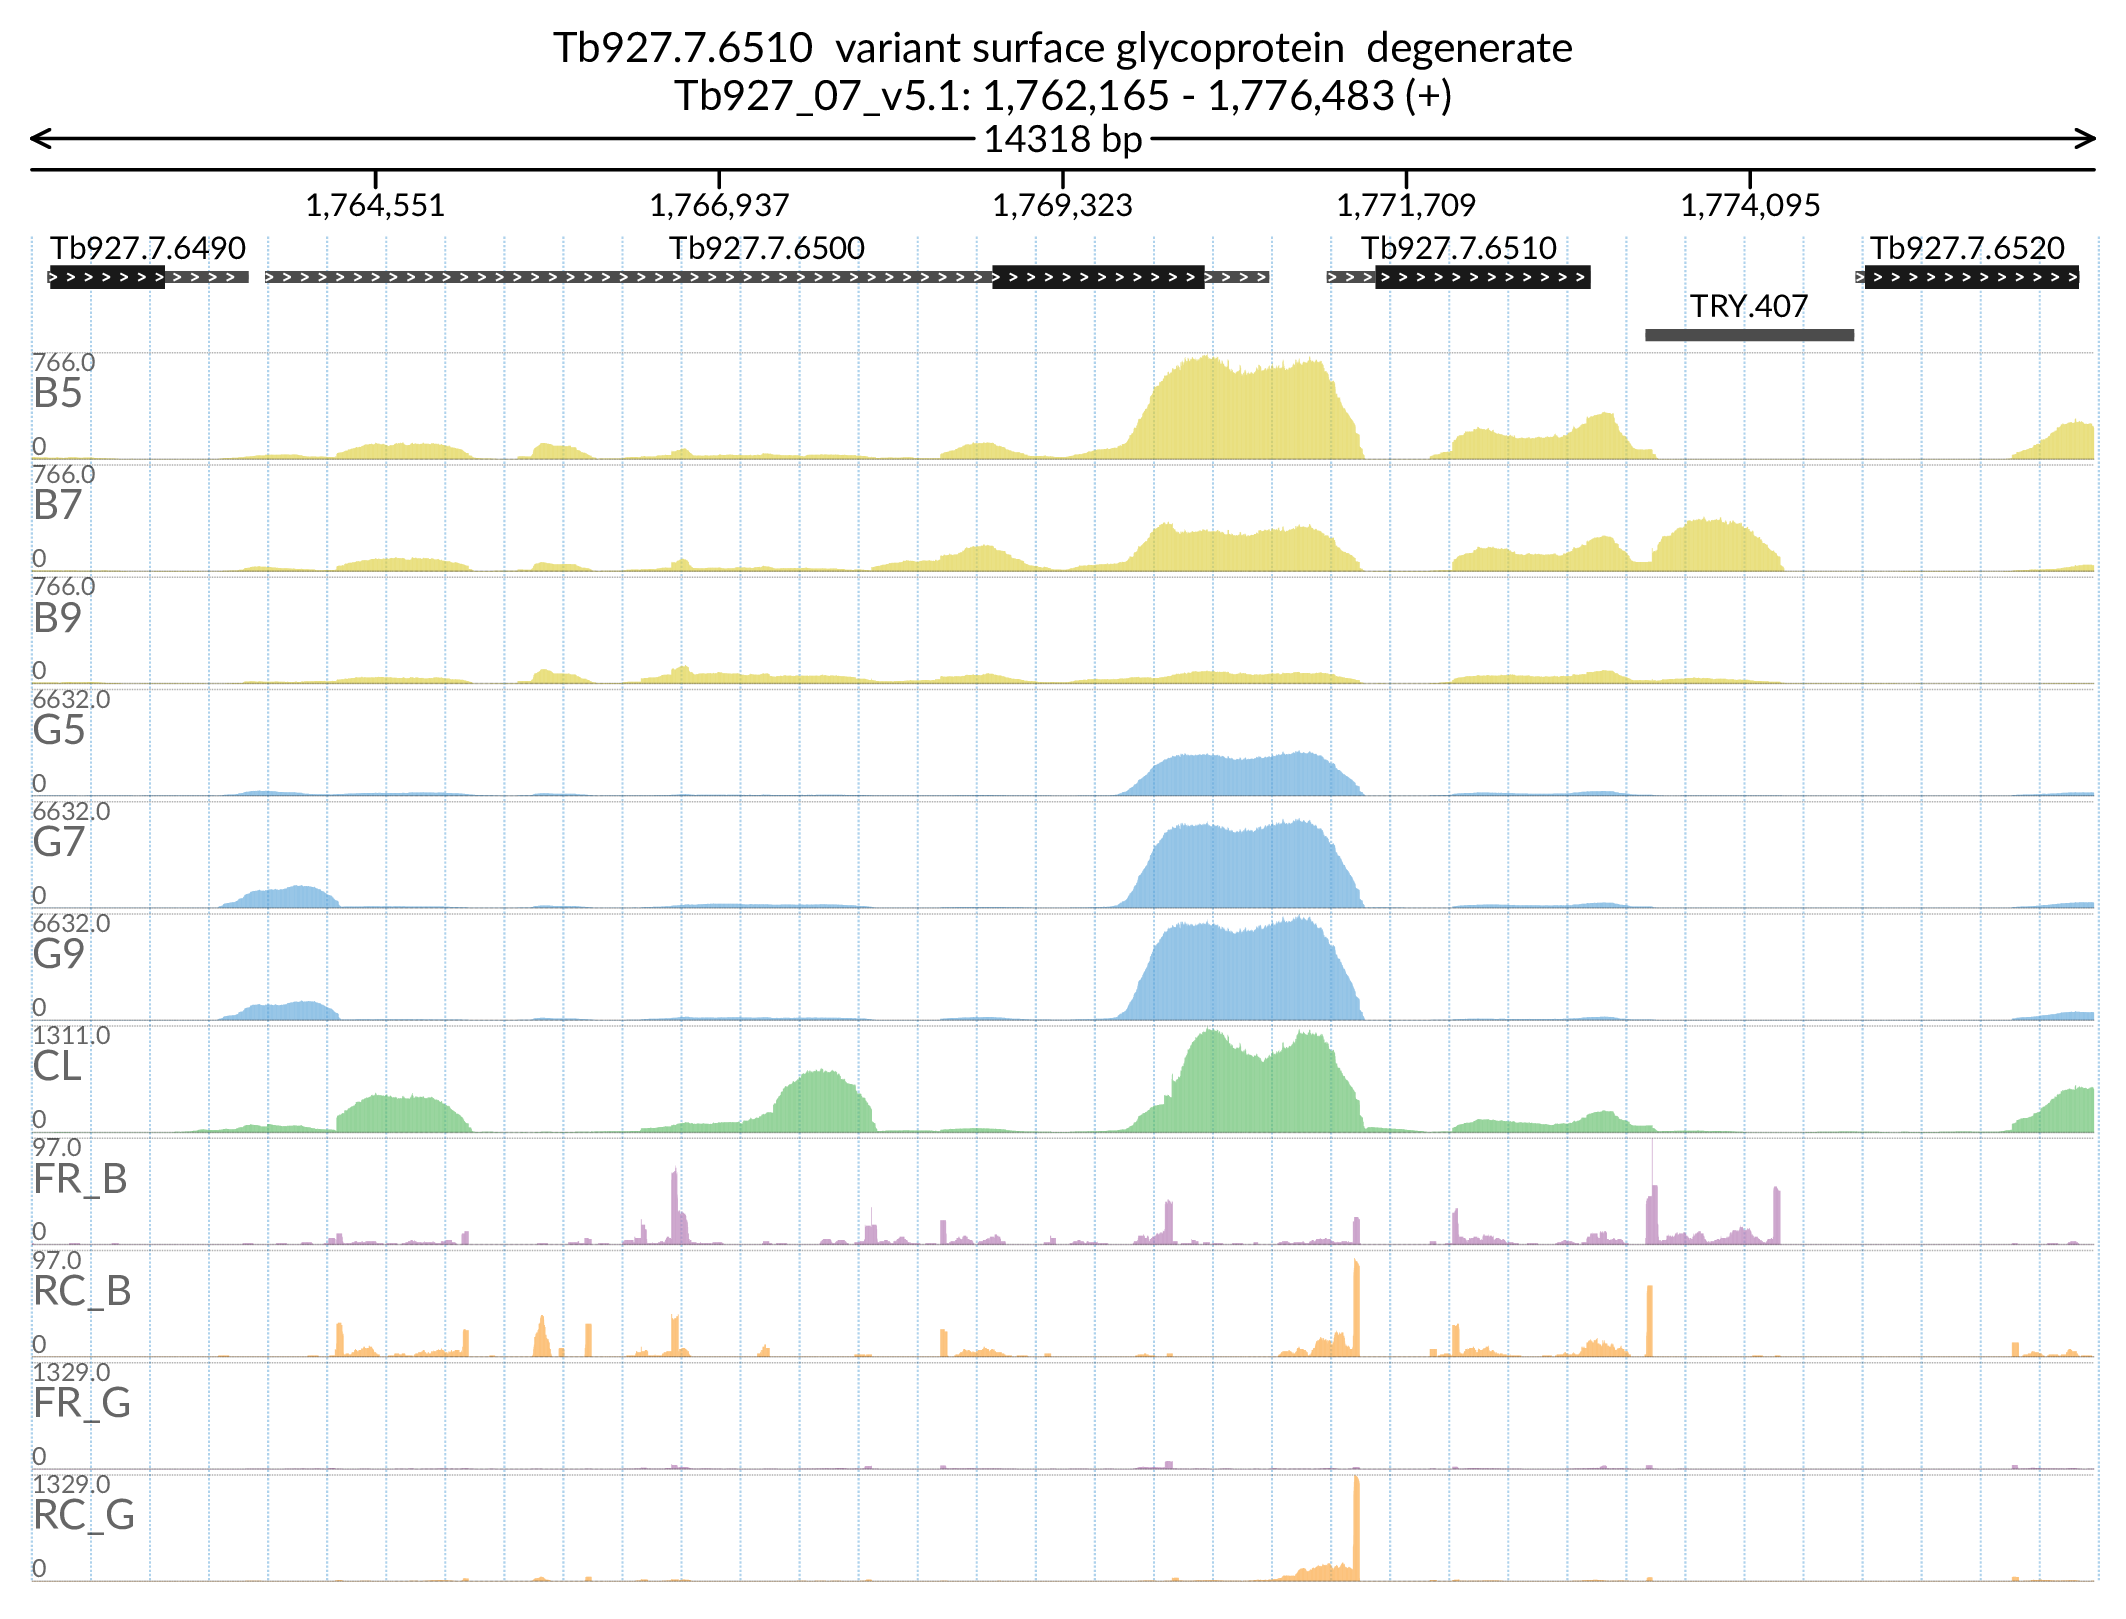 Tb927.7.6510  variant surface glycoprotein  degenerate
Tb927_07_v5.1: 1,762,165 - 1,776,483 (+)
14318 bp
1,764,551 1,766,937 1,769,323 1,771,709 1,774,095
Tb927.7.6490 Tb927.7.6500 Tb927.7.6510 Tb927.7.6520
TRY.407
766.0
B5
0
766.0
B7
0
766.0
B9
0
6632.0
G5
0
6632.0
G7
0
6632.0
G9
0
1311.0
CL
0
97.0
FR_B
0
97.0
RC_B
0
1329.0
FR_G
0
1329.0
RC_G
0